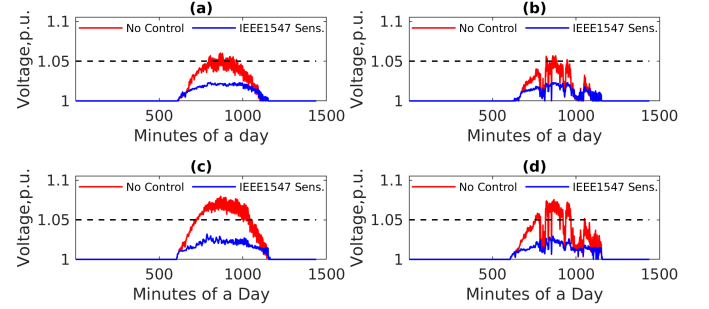 (a)
No Control IEEE1547 Sens.
1.1
1.05
1
Voltage,p.u.
500 1000 1500
Minutes of a day
(b)
No Control IEEE1547 Sens.
1.1
1.05
1
Voltage,p.u.
500 1000 1500
Minutes of a day
(c)
No Control IEEE1547 Sens.
1.1
1.05
1
Voltage,p.u.
500 1000 1500
Minutes of a Day
(d)
No Control IEEE1547 Sens.
1.1
1.05
1
Voltage,p.u.
500 1000 1500
Minutes of a Day